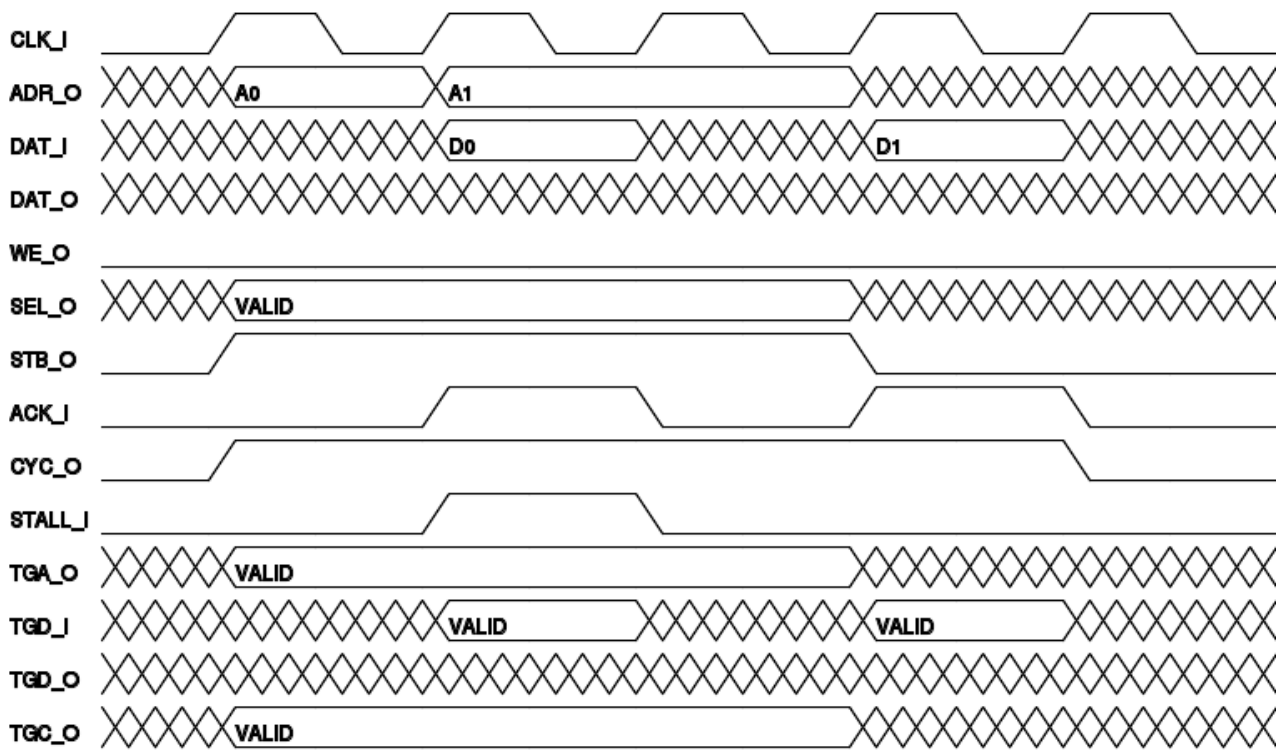 CLK_I
ADR_O A0 A1
DAT_I D0 D1
DAT_O
WE_O
SEL_O VALID
STB_O
ACK_I
CYC_O
STALL_I
TGA_O VALID
TGD_I VALID VALID
TGD_O
TGC_O VALID